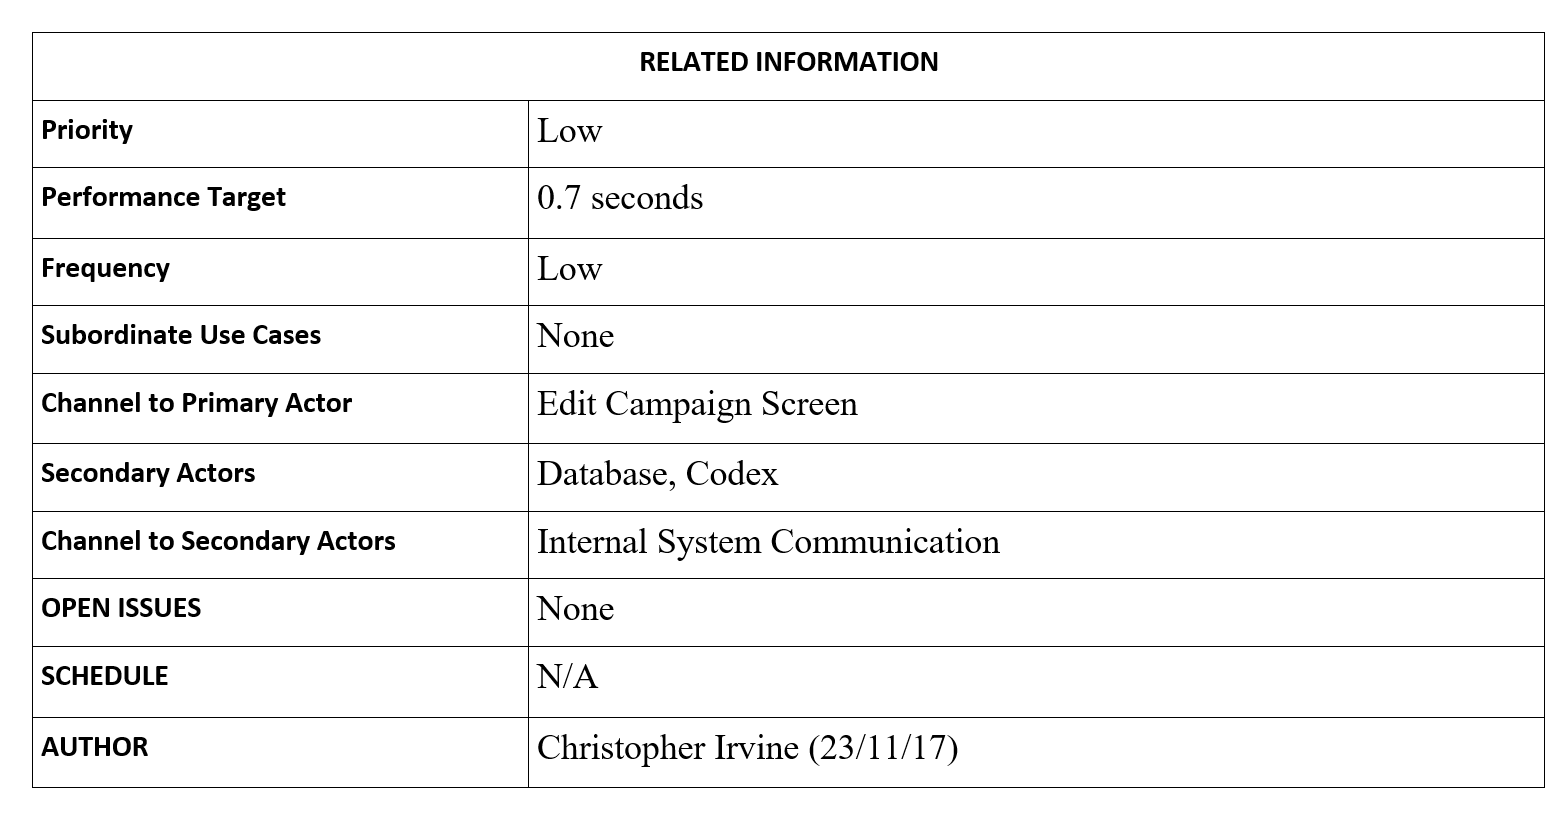 RELATED INFORMATION
Priority Low
Performance Target 0.7 seconds
Frequency Low
Subordinate Use Cases None
Channel to Primary Actor Edit Campaign Screen
Secondary Actors Database, Codex
Channel to Secondary Actors Internal System Communication
OPEN ISSUES None
SCHEDULE N/A
AUTHOR Christopher Irvine (23/11/17)